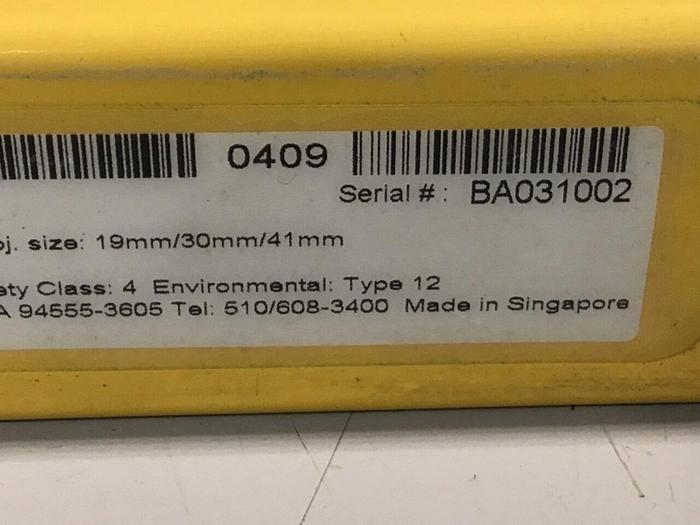 0409
Serial #: BA031002
oj. size: 19mm/30mm/41mm
ety Class: 4 Environmental: Type 12
A 94555-3605 Tel: 510/608-3400 Made in Singapore